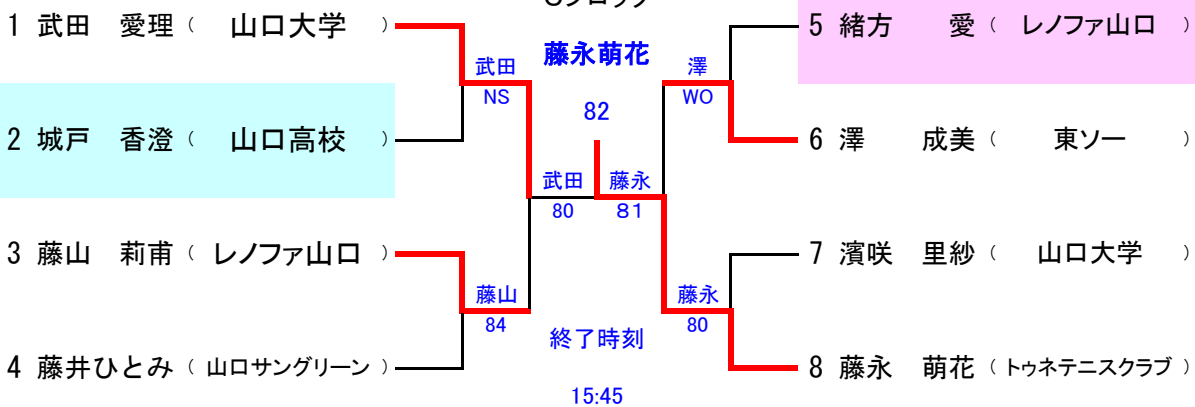 1 武田 愛理（ 山口大学 ）
2 城戸 香澄（ 山口高校 ）
3 藤山 莉甫（ レノファ山口 ）
4 藤井ひとみ（ 山口サングリーン ）
武田
NS
藤山
84
藤永萌花
82
武田 藤永
80 81
終了時刻
15:45
澤
WO
藤永
80
5 緒方 愛（ レノファ山口 ）
6 澤 成美（ 東ソー ）
7 濱咲 里紗（ 山口大学 ）
8 藤永 萌花（ トゥネテニスクラブ ）